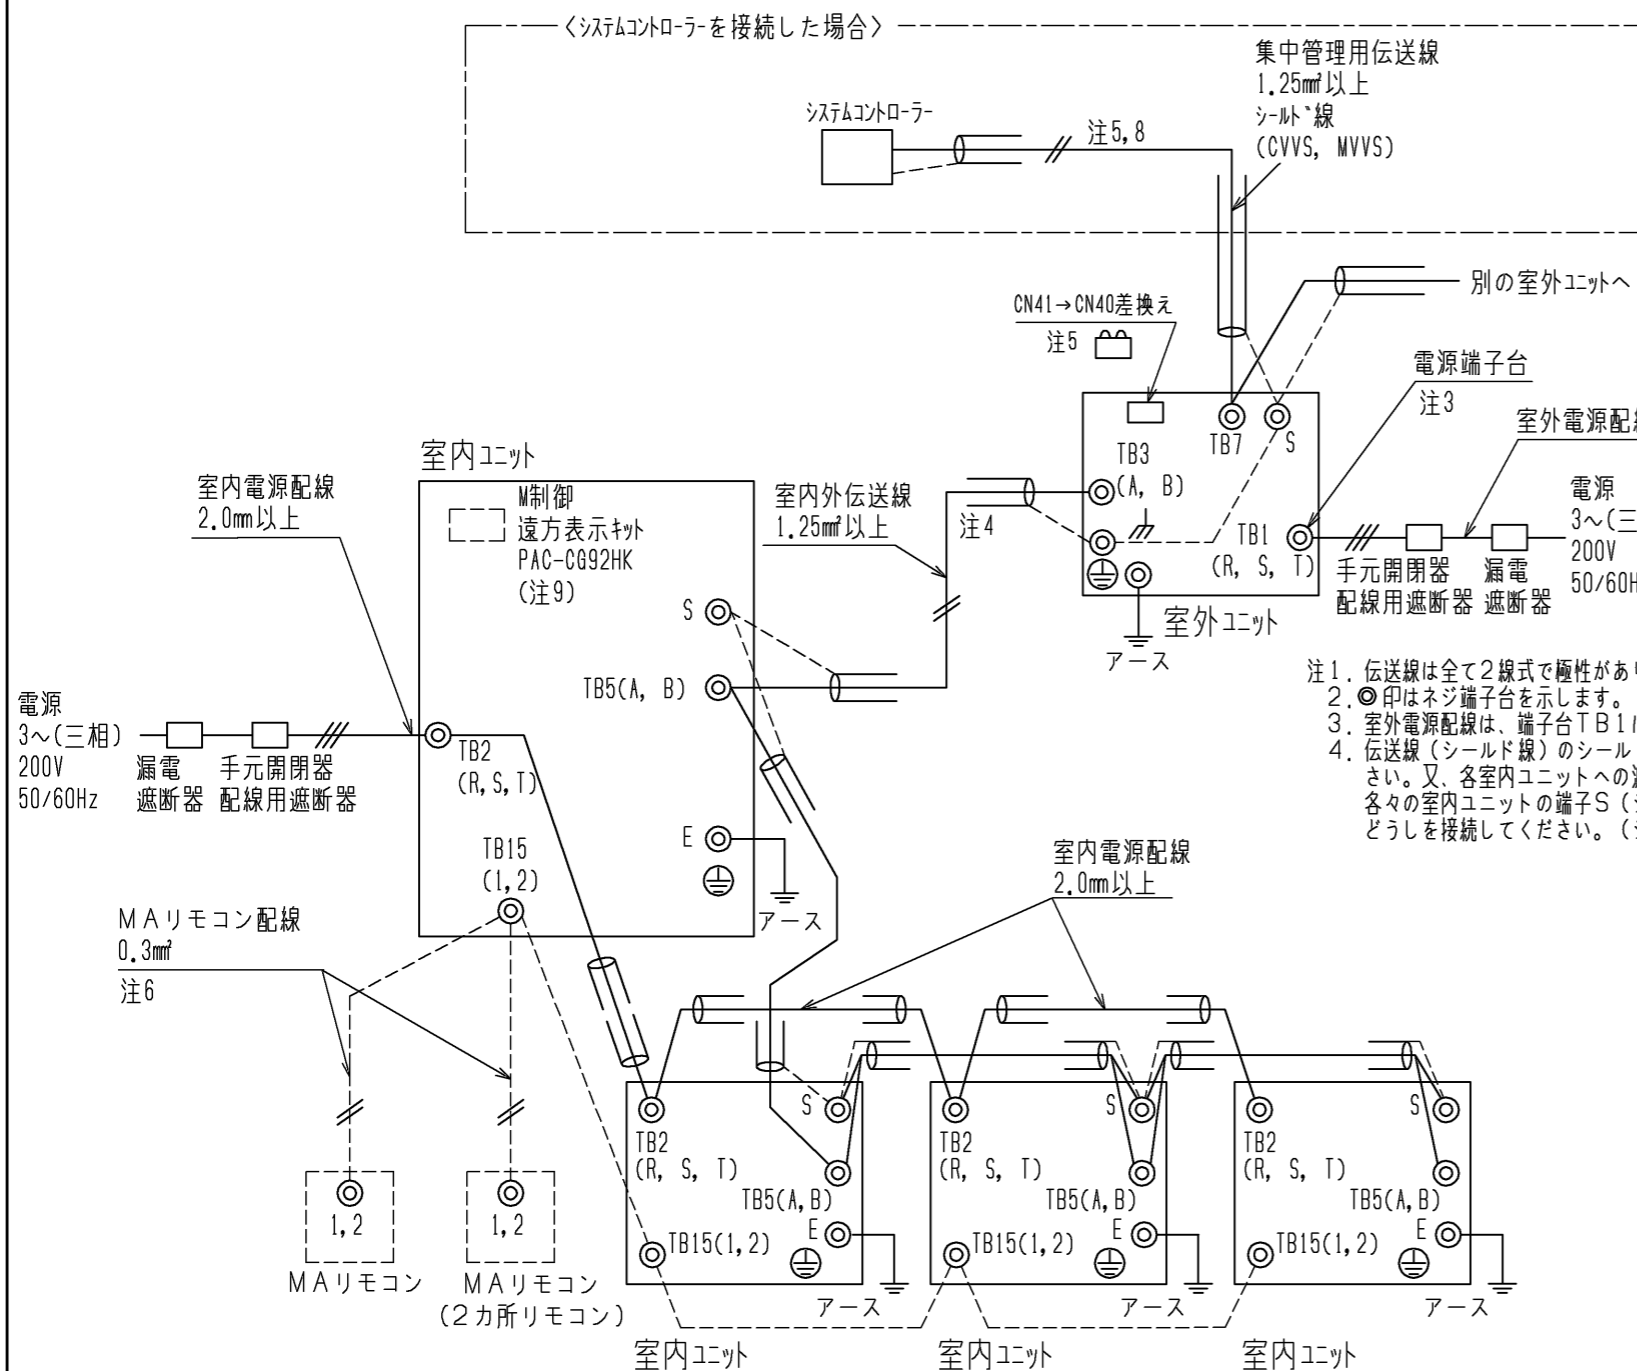 〈システムコントローラーを接続した場合〉
集中管理用伝送線
1.25㎟以上
シールド線
(CVVS, MVVS)
システムコントローラー
注5,8
別の室外ユニットへ
CN41→CN40差換え
注5
電源端子台
注3
室外電源配
TB7
S
TB3
(A, B)
TB1
(R, S, T)
室外ユニット
アース
電源
3～(三
200V
50/60H
手元開閉器
配線用遮断器
漏電
遮断器
室内ユニット
室内電源配線
2.0mm以上
M制御
遠方表示キット
PAC-CG92HK
(注9)
室内外伝送線
1.25㎟以上
注4
S
TB5(A, B)
電源
3～(三相)
200V
50/60Hz
漏電
遮断器
手元開閉器
配線用遮断器
TB2
(R,S,T)
TB15
(1,2)
E
アース
注1. 伝送線は全て2線式で極性があ
2. ◎印はネジ端子台を示します。
3. 室外電源配線は、端子台TB1
4. 伝送線（シールド線）のシール
さい。又、各室内ユニットへの
各々の室内ユニットの端子S（
どうしを接続してください。（
室内電源配線
2.0mm以上
MAリモコン配線
0.3㎟
注6
1,2
MAリモコン
1,2
MAリモコン
(2カ所リモコン)
TB2
(R, S, T)
S
TB5(A,B)
E
TB15(1,2)
アース
室内ユニット
TB2
(R, S, T)
S
TB5(A,B)
E
TB15(1,2)
アース
室内ユニット
TB2
(R, S, T)
S
TB5(A,B)
E
TB15(1,2)
アース
室内ユニット